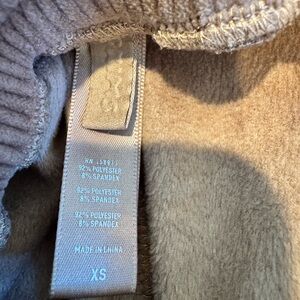 92% POLYESTER
8% SPANDEX
92% POLYESTER
8% SPANDEX
92% POLYESTER
8% SPANDEX
MADE IN CHINA
XS